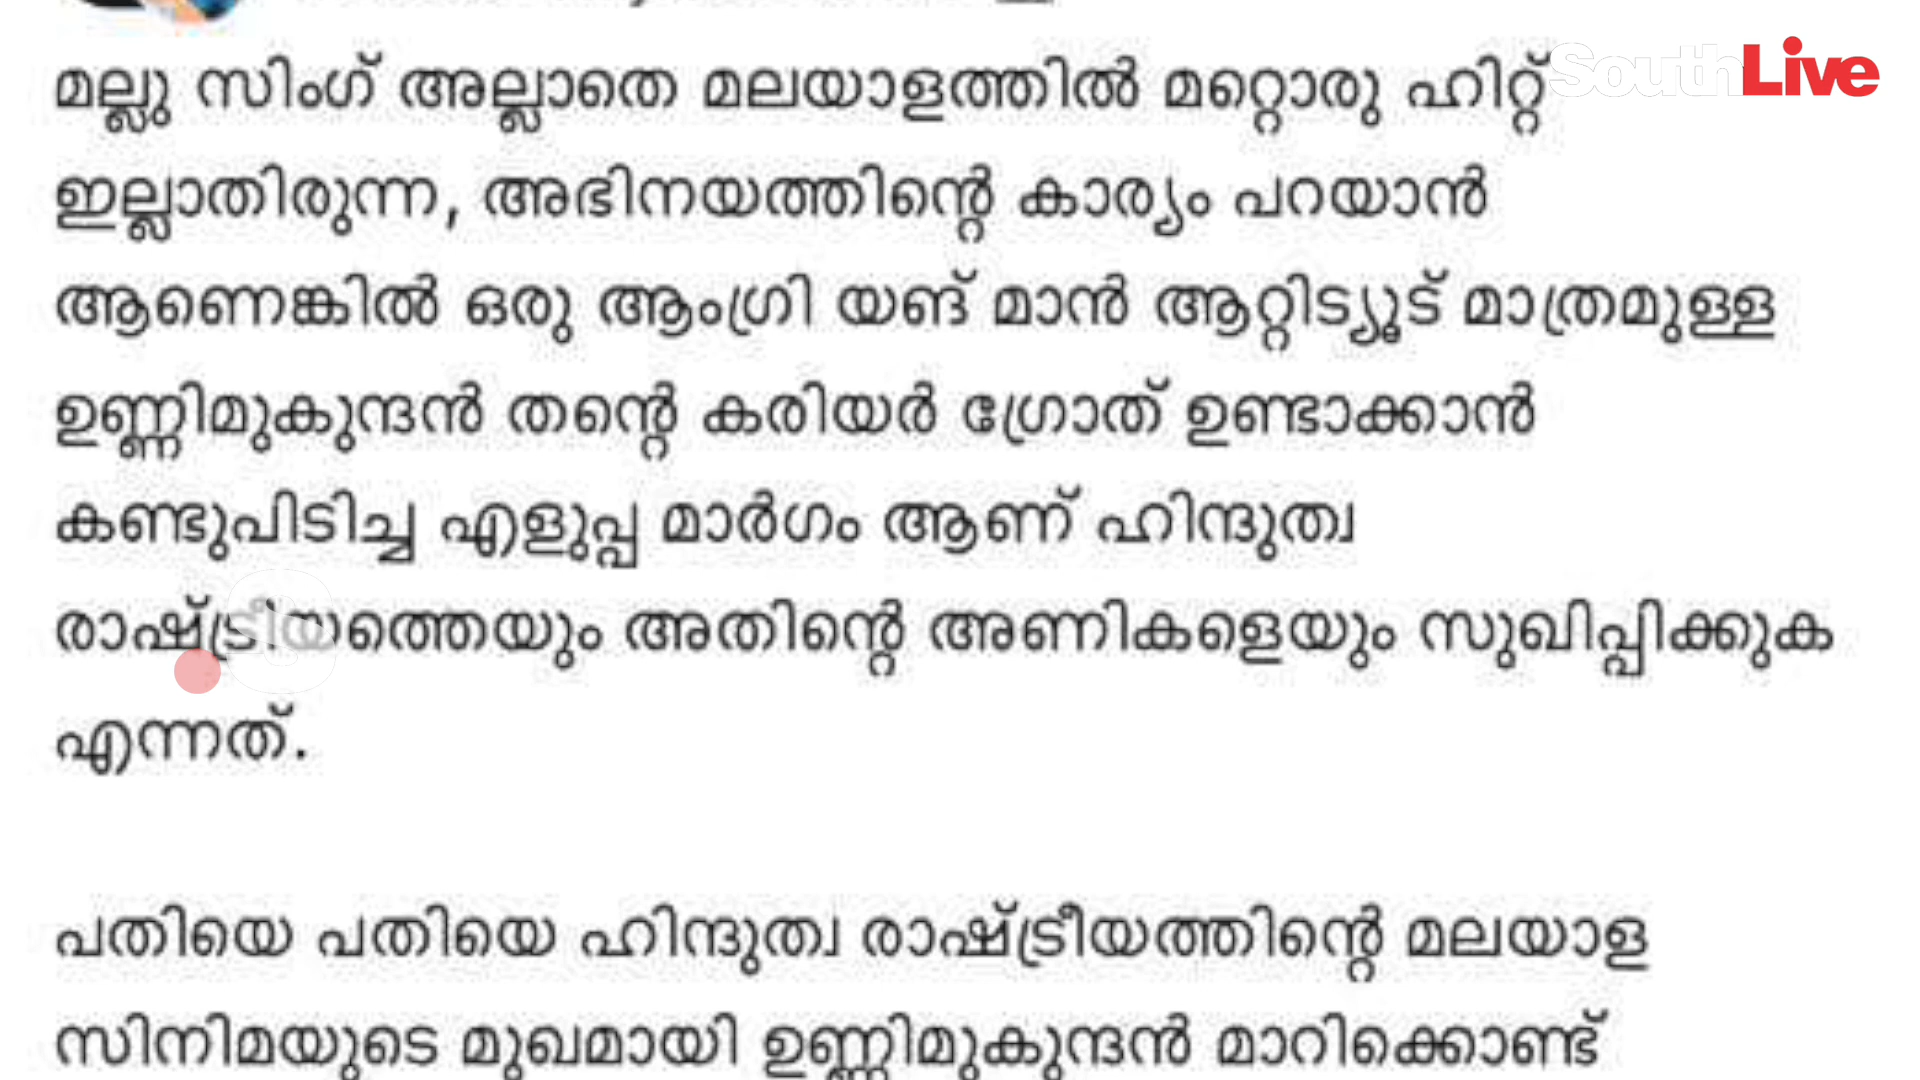 SouthLive
മല്ലു സിംഗ് അല്ലാതെ മലയാളത്തിൽ മറ്റൊരു ഹിറ്റ്
ഇല്ലാതിരുന്ന, അഭിനയത്തിന്റെ കാര്യം പറയാൻ
ആണെങ്കിൽ ഒരു ആംഗ്രി യങ് മാൻ ആറ്റിട്യൂട് മാത്രമുള്ള
ഉണ്ണിമുകുന്ദൻ തന്റെ കരിയർ ഗ്രോത് ഉണ്ടാക്കാൻ
കണ്ടുപിടിച്ച എളുപ്പ മാർഗം ആണ് ഹിന്ദുത്വ
രാഷ്ട്രീയത്തെയും അതിന്റെ അണികളെയും സുഖിപ്പിക്കുക
എന്നത്.
പതിയെ പതിയെ ഹിന്ദുത്വ രാഷ്ട്രീയത്തിന്റെ മലയാള
സിനിമയുടെ മുഖമായി ഉണ്ണിമുകുന്ദൻ മാറിക്കൊണ്ട്